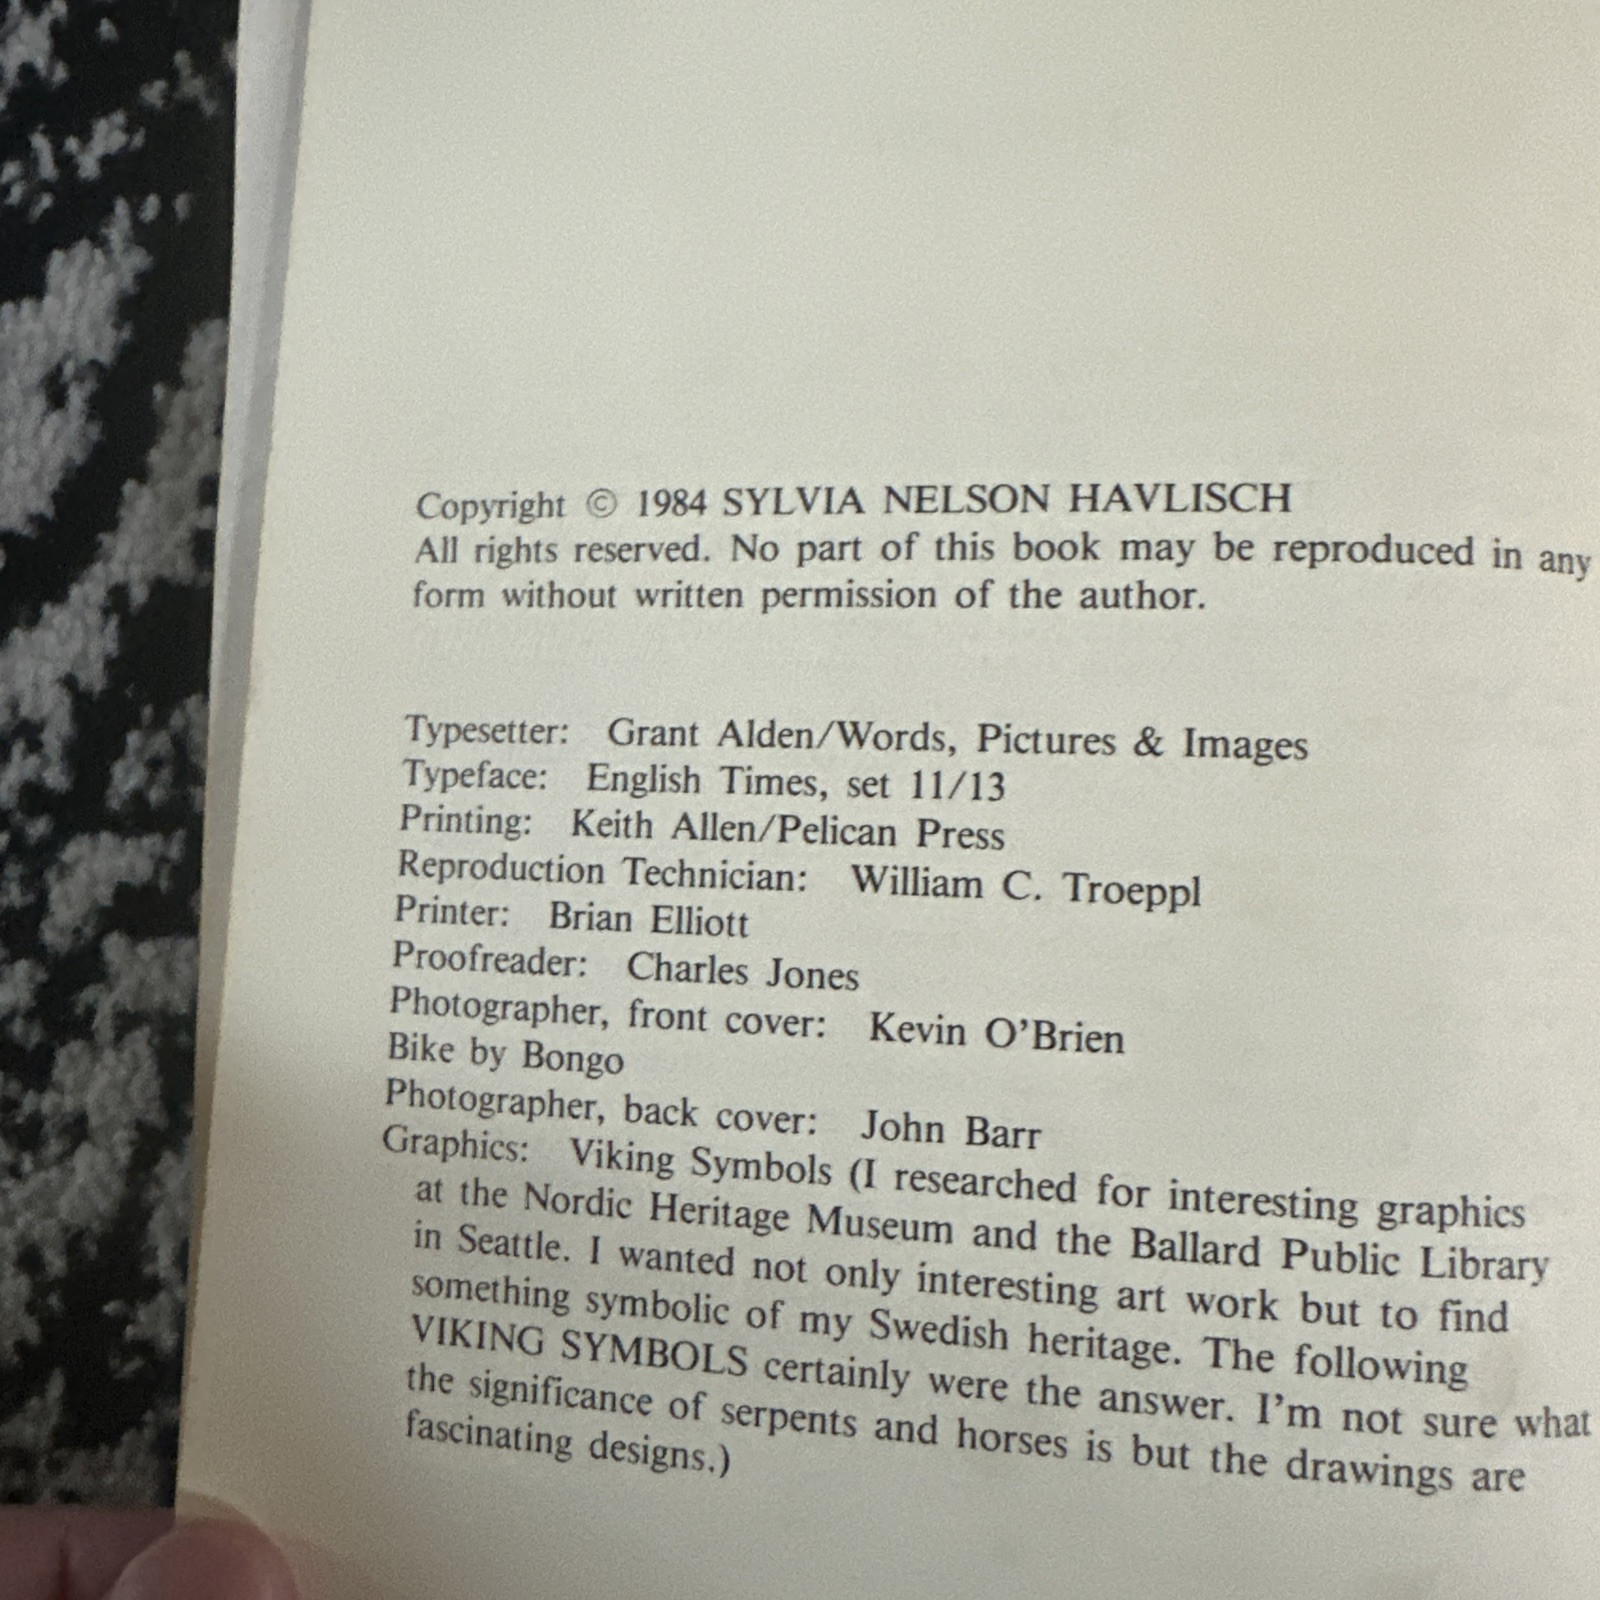 Copyright © 1984 SYLVIA NELSON HAVLISCH
All rights reserved. No part of this book may be reproduced in any
form without written permission of the author.
Typesetter: Grant Alden/Words, Pictures & Images
Typeface: English Times, set 11/13
Printing: Keith Allen/Pelican Press
Reproduction Technician: William C. Troeppl
Printer: Brian Elliott
Proofreader: Charles Jones
Photographer, front cover: Kevin O'Brien
Bike by Bongo
Photographer, back cover: John Barr
Graphics: Viking Symbols (I researched for interesting graphics
at the Nordic Heritage Museum and the Ballard Public Library
in Seattle. I wanted not only interesting art work but to find
something symbolic of my Swedish heritage. The following
VIKING SYMBOLS certainly were the answer. I'm not sure what
the significance of serpents and horses is but the drawings are
fascinating designs.)